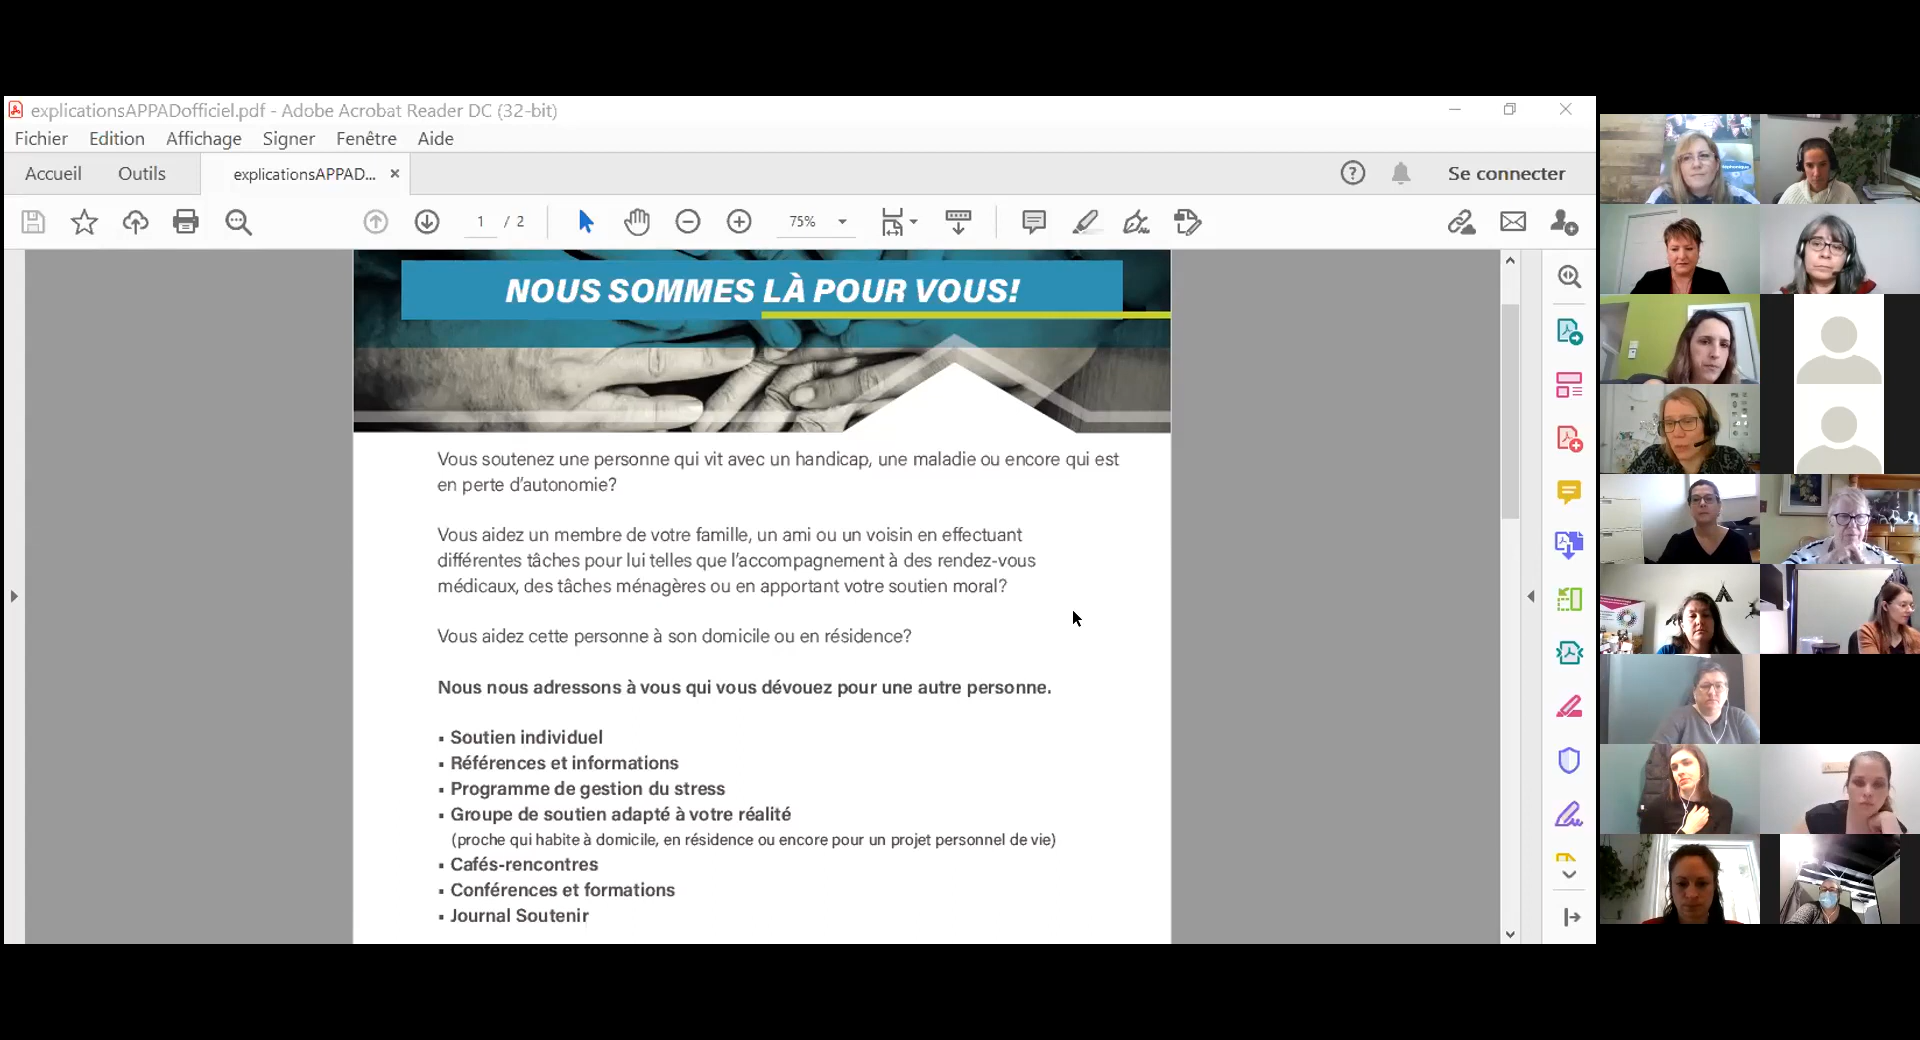 explicationsAPPADofficiel.pdf - Adobe Acrobat Reader DC (32-bit)
Fichier Edition Affichage Signer Fenêtre Aide
Accueil Outils explicationsAPPAD... × Se connecter
1 / 2 75%
NOUS SOMMES LÀ POUR VOUS!
Vous soutenez une personne qui vit avec un handicap, une maladie ou encore qui est
en perte d'autonomie?
Vous aidez un membre de votre famille, un ami ou un voisin en effectuant
différentes tâches pour lui telles que l'accompagnement à des rendez-vous
médicaux, des tâches ménagères ou en apportant votre soutien moral?
Vous aidez cette personne à son domicile ou en résidence?
Nous nous adressons à vous qui vous dévouez pour une autre personne.
▪ Soutien individuel
▪ Références et informations
▪ Programme de gestion du stress
▪ Groupe de soutien adapté à votre réalité
(proche qui habite à domicile, en résidence ou encore pour un projet personnel de vie)
▪ Cafés-rencontres
▪ Conférences et formations
▪ Journal Soutenir